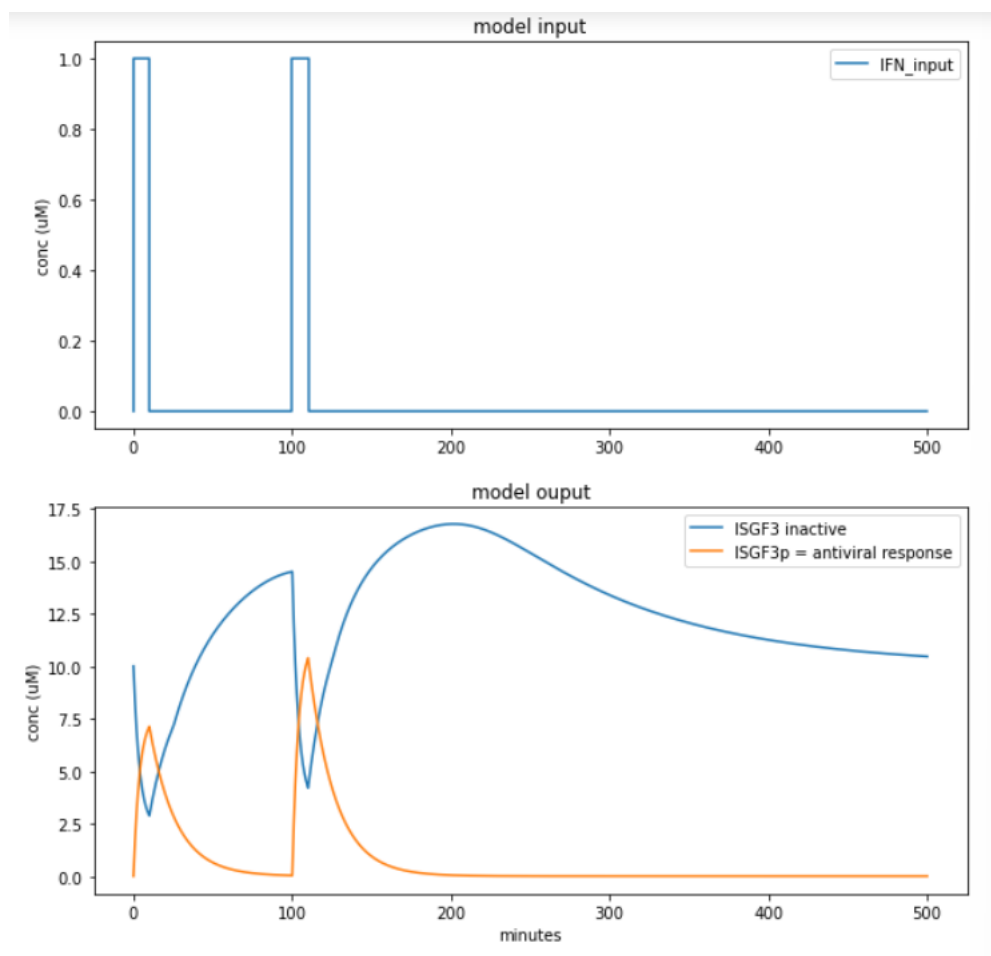 model input
IFN_input
1.0
0.8
0.6
0.4
0.2
0.0
conc (uM)
0 100 200 300 400 500
model ouput
ISGF3 inactive
ISGF3p = antiviral response
17.5
15.0
12.5
10.0
7.5
5.0
2.5
0.0
conc (uM)
0 100 200 300 400 500
minutes